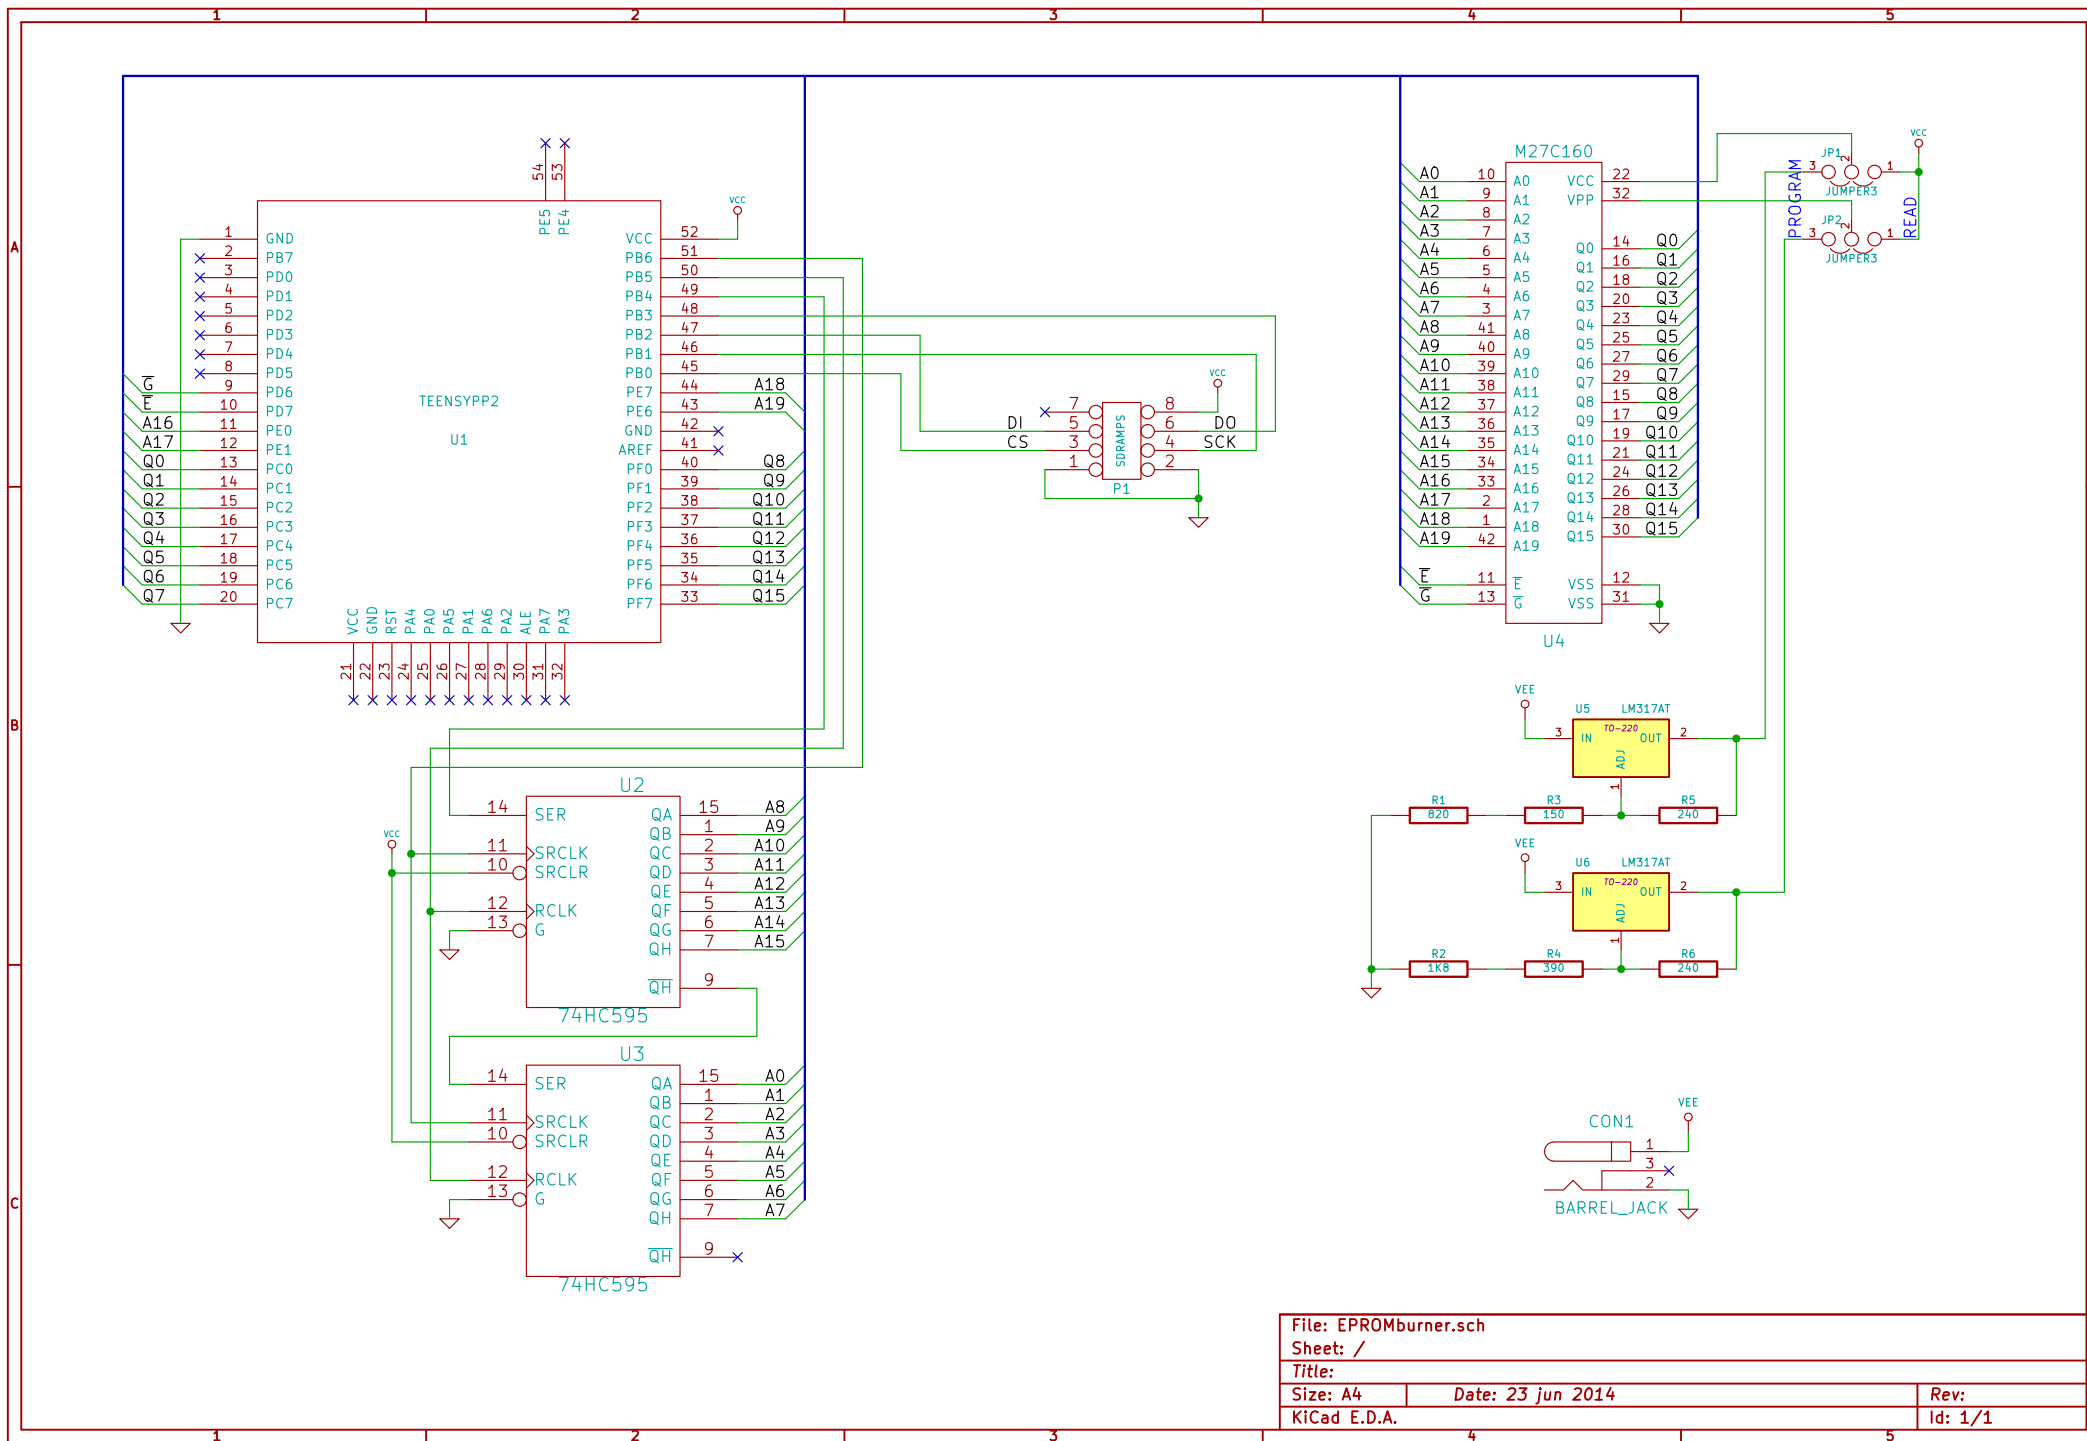 1 2 3 4 5
A
B
C
54 53
PE5 PE4
VCC
1 GND VCC 52
2 PB7 PB6 51
3 PD0 PB5 50
4 PD1 PB4 49
5 PD2 PB3 48
6 PD3 PB2 47
7 PD4 PB1 46
8 PD5 PB0 45
G 9 PD6 PE7 44 A18
E 10 PD7 PE6 43 A19
A16 11 PE0 GND 42
A17 12 PE1 AREF 41
Q0 13 PC0 PF0 40 Q8
Q1 14 PC1 PF1 39 Q9
Q2 15 PC2 PF2 38 Q10
Q3 16 PC3 PF3 37 Q11
Q4 17 PC4 PF4 36 Q12
Q5 18 PC5 PF5 35 Q13
Q6 19 PC6 PF6 34 Q14
Q7 20 PC7 PF7 33 Q15
TEENSYPP2
U1
VCC GND RST PA4 PA0 PA5 PA1 PA6 PA2 ALE PA7 PA3
21 22 23 24 25 26 27 28 29 30 31 32
VCC
7 8
DI 5 6 DO
CS 3 4 SCK
1 2
SDRAMPS
P1
M27C160
A0 10 A0 VCC 22
A1 9 A1 VPP 32
A2 8 A2
A3 7 A3 Q0 14 Q0
A4 6 A4 Q1 16 Q1
A5 5 A5 Q2 18 Q2
A6 4 A6 Q3 20 Q3
A7 3 A7 Q4 23 Q4
A8 41 A8 Q5 25 Q5
A9 40 A9 Q6 27 Q6
A10 39 A10 Q7 29 Q7
A11 38 A11 Q8 15 Q8
A12 37 A12 Q9 17 Q9
A13 36 A13 Q10 19 Q10
A14 35 A14 Q11 21 Q11
A15 34 A15 Q12 24 Q12
A16 33 A16 Q13 26 Q13
A17 2 A17 Q14 28 Q14
A18 1 A18 Q15 30 Q15
A19 42 A19
E 11 E VSS 12
G 13 G VSS 31
U4
VCC
JP1
3 2 1
JUMPER3
JP2
3 2 1
JUMPER3
PROGRAM
READ
VEE
U5 LM317AT
TO-220
3 IN OUT 2
ADJ
1
R1 R3 R5
820 150 240
VEE
U6 LM317AT
TO-220
3 IN OUT 2
ADJ
1
R2 R4 R6
1K8 390 240
VCC
U2
14 SER QA 15 A8
QB 1 A9
11 SRCLK QC 2 A10
10 SRCLR QD 3 A11
QE 4 A12
12 RCLK QF 5 A13
13 G QG 6 A14
QH 7 A15
QH 9
74HC595
U3
14 SER QA 15 A0
QB 1 A1
11 SRCLK QC 2 A2
10 SRCLR QD 3 A3
QE 4 A4
12 RCLK QF 5 A5
13 G QG 6 A6
QH 7 A7
QH 9
74HC595
VEE
CON1
1
3
2
BARREL_JACK
File: EPROMburner.sch
Sheet: /
Title:
Size: A4 Date: 23 jun 2014 Rev:
KiCad E.D.A. Id: 1/1
1 2 3 4 5